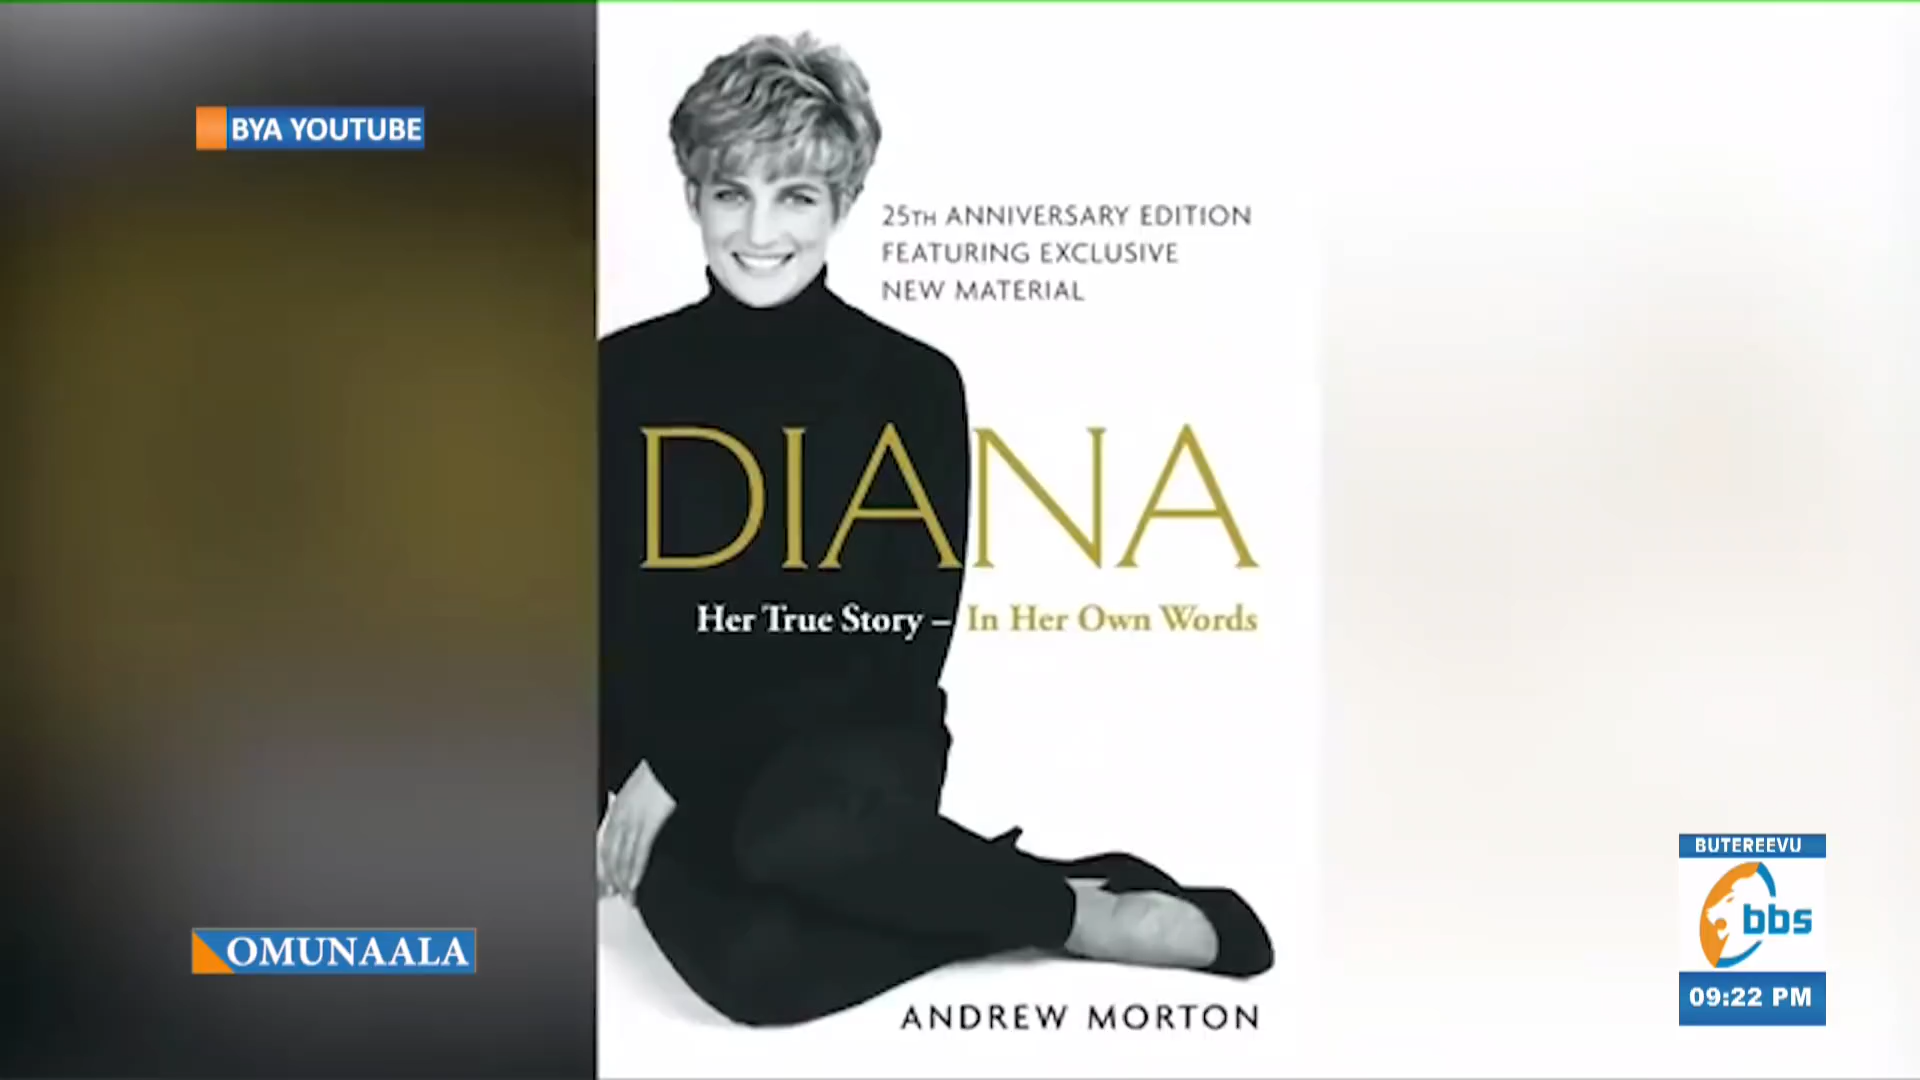 BYA YOUTUBE
25TH ANNIVERSARY EDITION
FEATURING EXCLUSIVE
NEW MATERIAL
DIANA
Her True Story – In Her Own Words
ANDREW MORTON
OMUNAALA
BUTEREEVU
bbs
09:22 PM